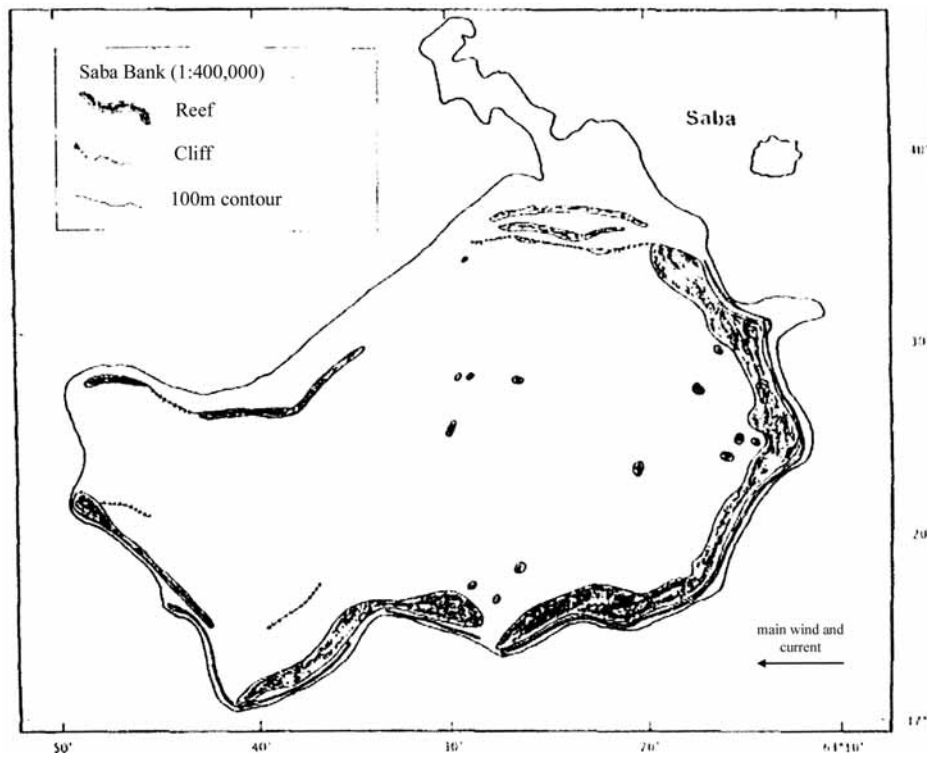 Saba Bank (1:400,000)
Reef
Cliff
100m contour
Saba
main wind and
current
50'
40'
30'
20'